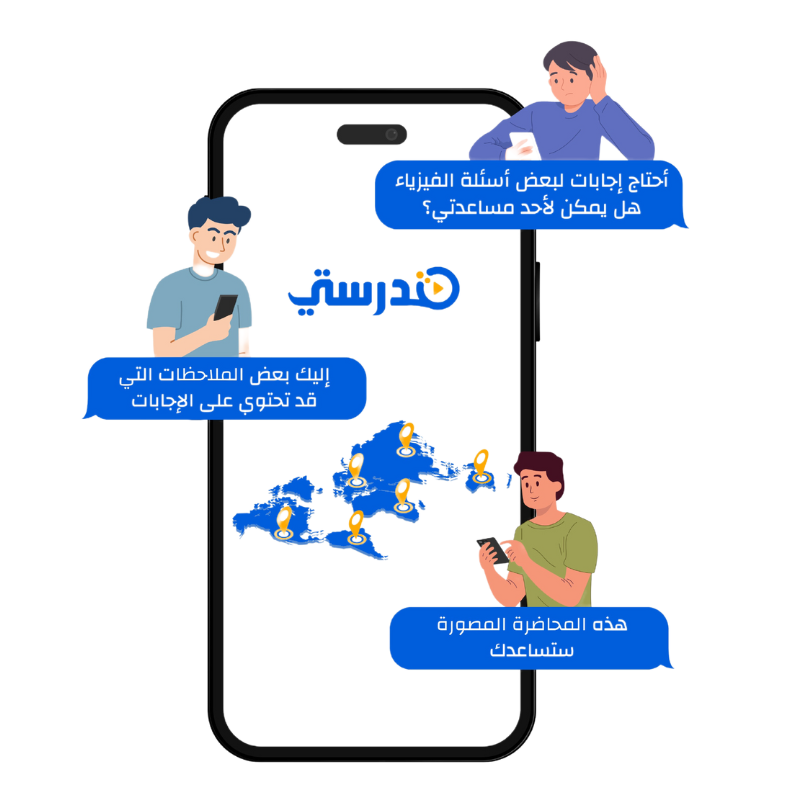 أحتاج إجابات لبعض أسئلة الفيزياء
هل يمكن لأحد مساعدتي؟
مدرستي
إليك بعض الملاحظات التي
قد تحتوي على الإجابات
هذه المحاضرة المصورة
ستساعدك